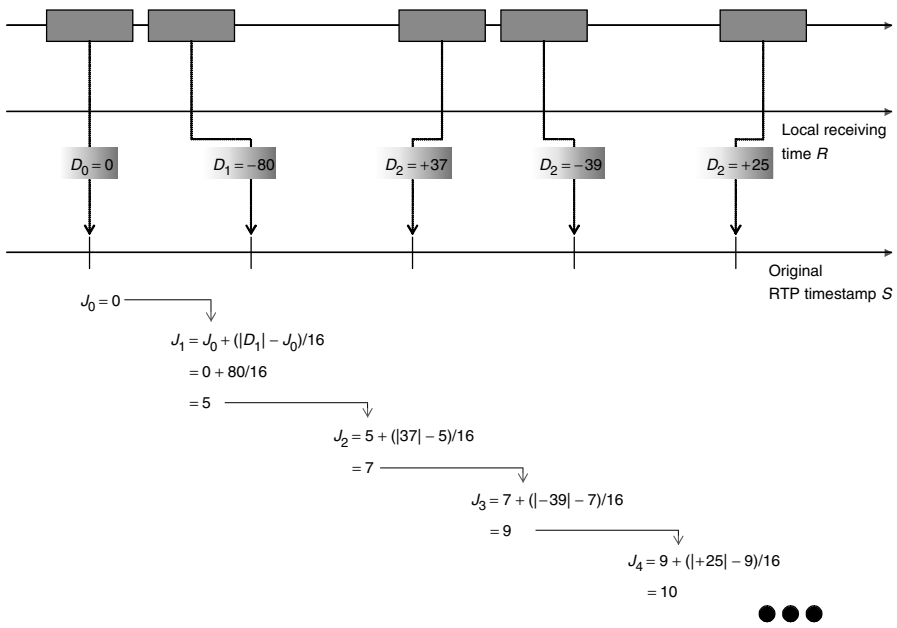 Local receiving
time R
D₀ = 0
D₁ = −80
D₂ = +37
D₂ = −39
D₂ = +25
Original
RTP timestamp S
J₀ = 0
J₁ = J₀ + (|D₁| − J₀)/16
= 0 + 80/16
= 5
J₂ = 5 + (|37| − 5)/16
= 7
J₃ = 7 + (|−39| − 7)/16
= 9
J₄ = 9 + (|+25| − 9)/16
= 10